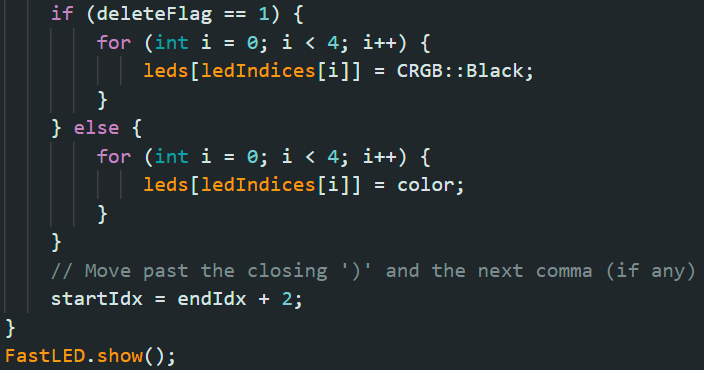 if (deleteFlag == 1) {
for (int i = 0; i < 4; i++) {
leds[ledIndices[i]] = CRGB::Black;
}
} else {
for (int i = 0; i < 4; i++) {
leds[ledIndices[i]] = color;
}
}
// Move past the closing ')' and the next comma (if any)
startIdx = endIdx + 2;
}
FastLED.show();